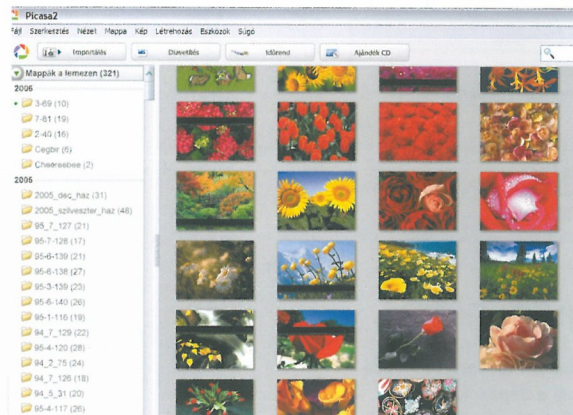 Picasa2
Fájl Szerkesztés Nézet Mappa Kép Létrehozás Eszközök Súgó
Importálás Diavetítés Időrend Ajándék CD
Mappák a lemezen (321)
2006
3-69 (10)
7-81 (19)
2-40 (16)
Cegbir (6)
Cheeresbee (2)
2006
2005_dec_haz (31)
2005_szilveszter_haz (48)
95_7_127 (21)
95-7-128 (17)
95-6-139 (21)
95-6-138 (27)
95-3-139 (23)
95-6-140 (26)
95-1-116 (19)
94_7_129 (22)
95-4-120 (28)
94_2_75 (24)
94_7_126 (18)
94_5_31 (20)
95-4-117 (26)